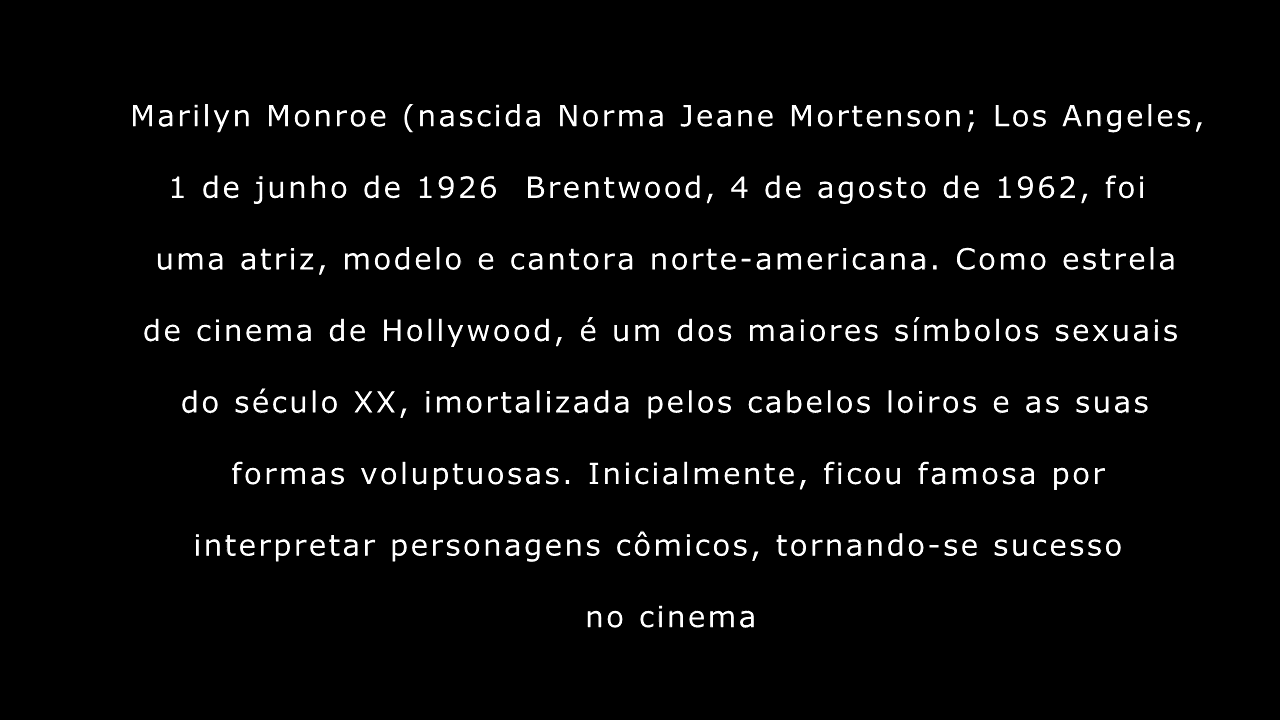 Marilyn Monroe (nascida Norma Jeane Mortenson; Los Angeles,
1 de junho de 1926  Brentwood, 4 de agosto de 1962, foi
uma atriz, modelo e cantora norte-americana. Como estrela
de cinema de Hollywood, é um dos maiores símbolos sexuais
do século XX, imortalizada pelos cabelos loiros e as suas
formas voluptuosas. Inicialmente, ficou famosa por
interpretar personagens cômicos, tornando-se sucesso
no cinema